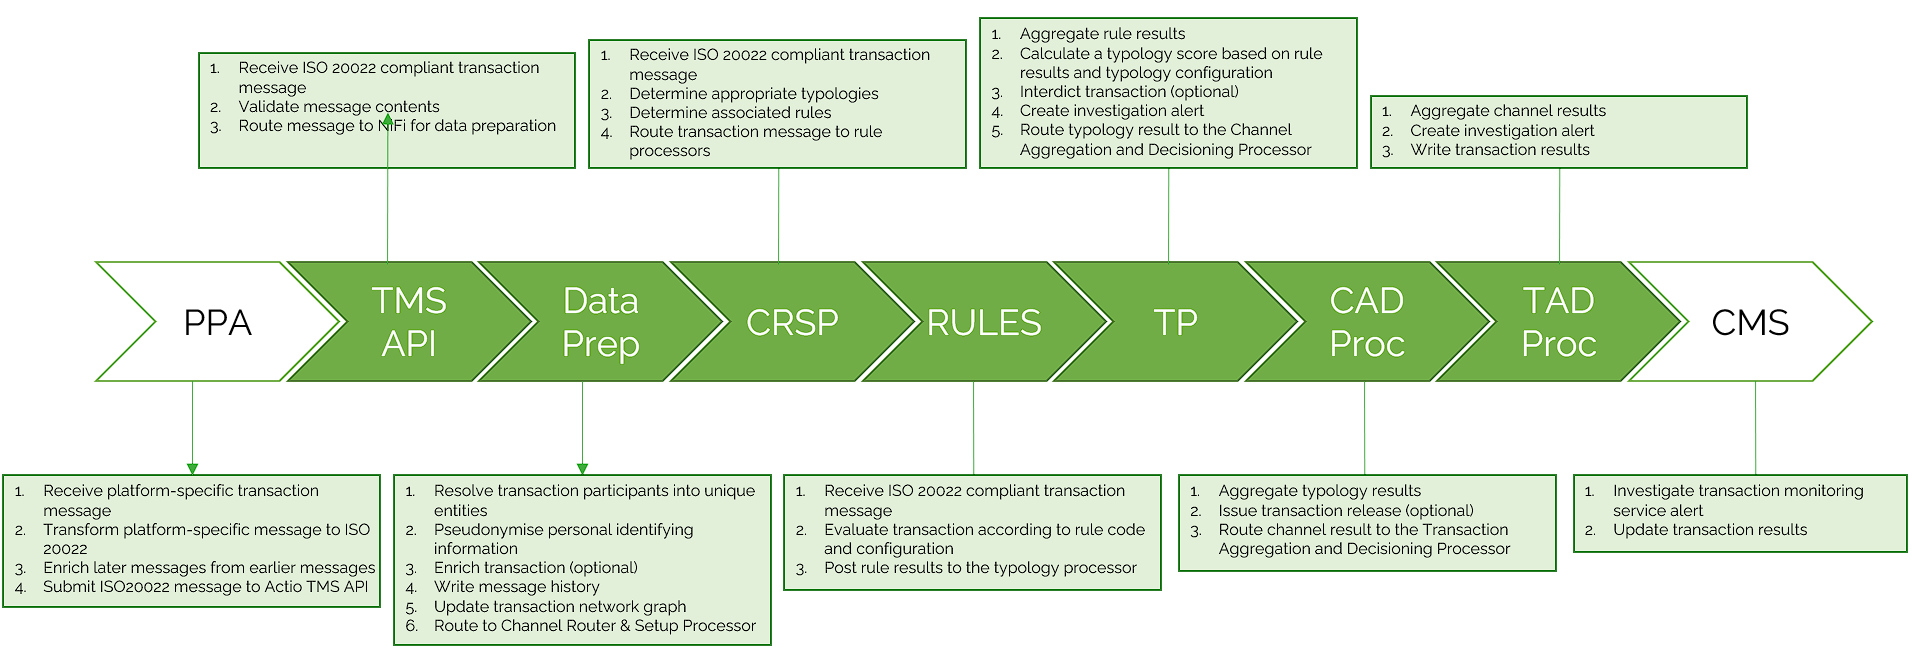 1. Receive ISO 20022 compliant transaction
message
2. Validate message contents
3. Route message to NiFi for data preparation
1. Receive ISO 20022 compliant transaction
message
2. Determine appropriate typologies
3. Determine associated rules
4. Route transaction message to rule
processors
1. Aggregate rule results
2. Calculate a typology score based on rule
results and typology configuration
3. Interdict transaction (optional)
4. Create investigation alert
5. Route typology result to the Channel
Aggregation and Decisioning Processor
1. Aggregate channel results
2. Create investigation alert
3. Write transaction results
PPA
TMS
API
Data
Prep
CRSP
RULES
TP
CAD
Proc
TAD
Proc
CMS
1. Receive platform-specific transaction
message
2. Transform platform-specific message to ISO
20022
3. Enrich later messages from earlier messages
4. Submit ISO20022 message to Actio TMS API
1. Resolve transaction participants into unique
entities
2. Pseudonymise personal identifying
information
3. Enrich transaction (optional)
4. Write message history
5. Update transaction network graph
6. Route to Channel Router & Setup Processor
1. Receive ISO 20022 compliant transaction
message
2. Evaluate transaction according to rule code
and configuration
3. Post rule results to the typology processor
1. Aggregate typology results
2. Issue transaction release (optional)
3. Route channel result to the Transaction
Aggregation and Decisioning Processor
1. Investigate transaction monitoring
service alert
2. Update transaction results